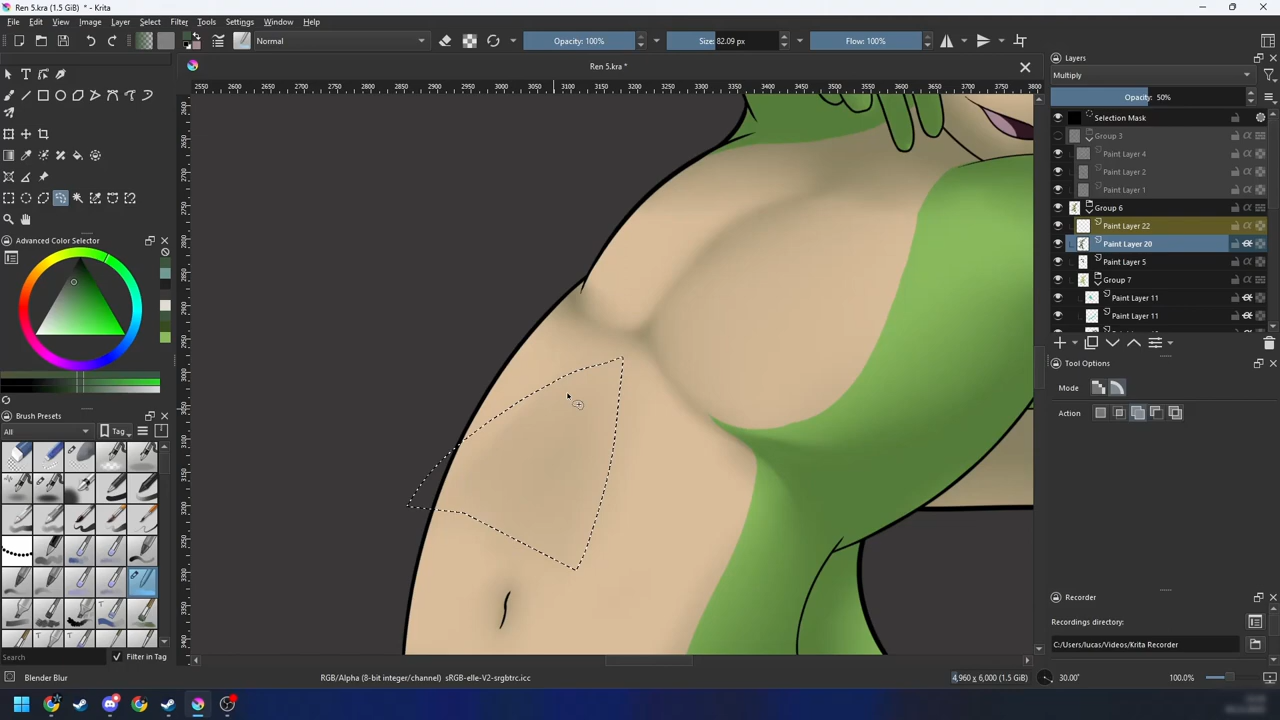 Ren 5.kra (1.5 GiB) * - Krita
File Edit View Image Layer Select Filter Tools Settings Window Help
Normal Opacity: 100% Size: 82.09 px Flow: 100%
Ren 5.kra *
2550 2600 2650 2700 2750 2800 2850 2900 2950 3000 3050 3100 3150 3200 3250 3300 3350 3400 3450 3500 3550 3600 3650 3700 3750 3800
Layers
Multiply
Opacity: 50%
Selection Mask
Group 3
Paint Layer 4
Paint Layer 2
Paint Layer 1
Group 6
Paint Layer 22
Paint Layer 20
Paint Layer 5
Group 7
Paint Layer 11
Paint Layer 11
Advanced Color Selector
Tool Options
Mode
Action
Brush Presets
All Tag
Search Filter in Tag
Recorder
Recordings directory:
C:/Users/lucas/Videos/Krita Recorder
Blender Blur RGB/Alpha (8-bit integer/channel) sRGB-elle-V2-srgbtrc.icc 4,960 x 6,000 (1.5 GiB) 30.00° 100.0%